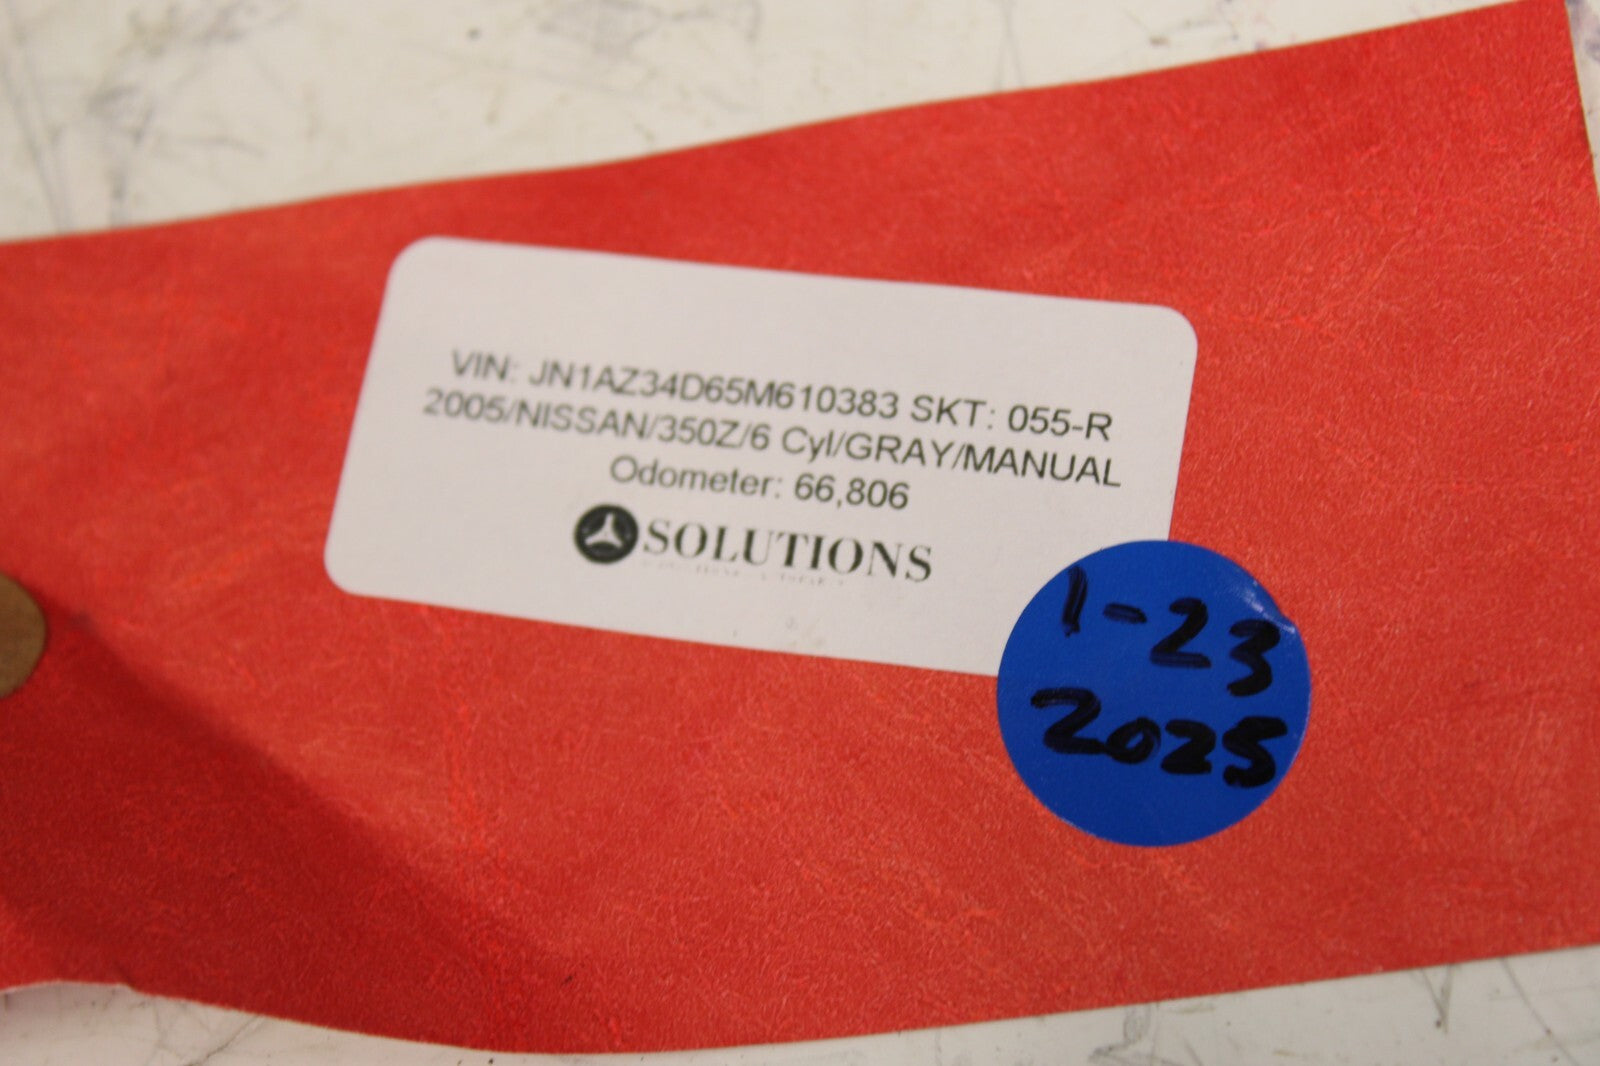 VIN: JN1AZ34D65M610383 SKT: 055-R
2005/NISSAN/350Z/6 Cyl/GRAY/MANUAL
Odometer: 66,806
SOLUTIONS
1-23
2025